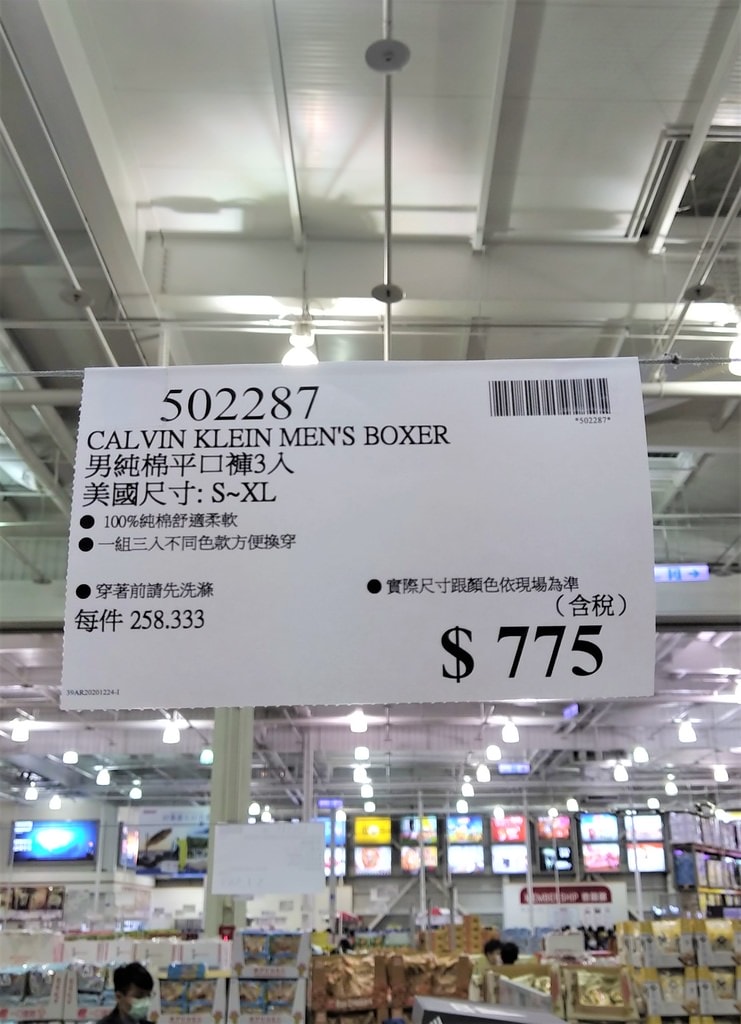 502287
*502287*
CALVIN KLEIN MEN'S BOXER
男純棉平口褲3入
美國尺寸: S~XL
● 100%純棉舒適柔軟
● 一組三入不同色款方便換穿
● 穿著前請先洗滌
● 實際尺寸跟顏色依現場為準
每件 258.333
（含稅）
$ 775
39AR20201224-1
MEMBERSHIP